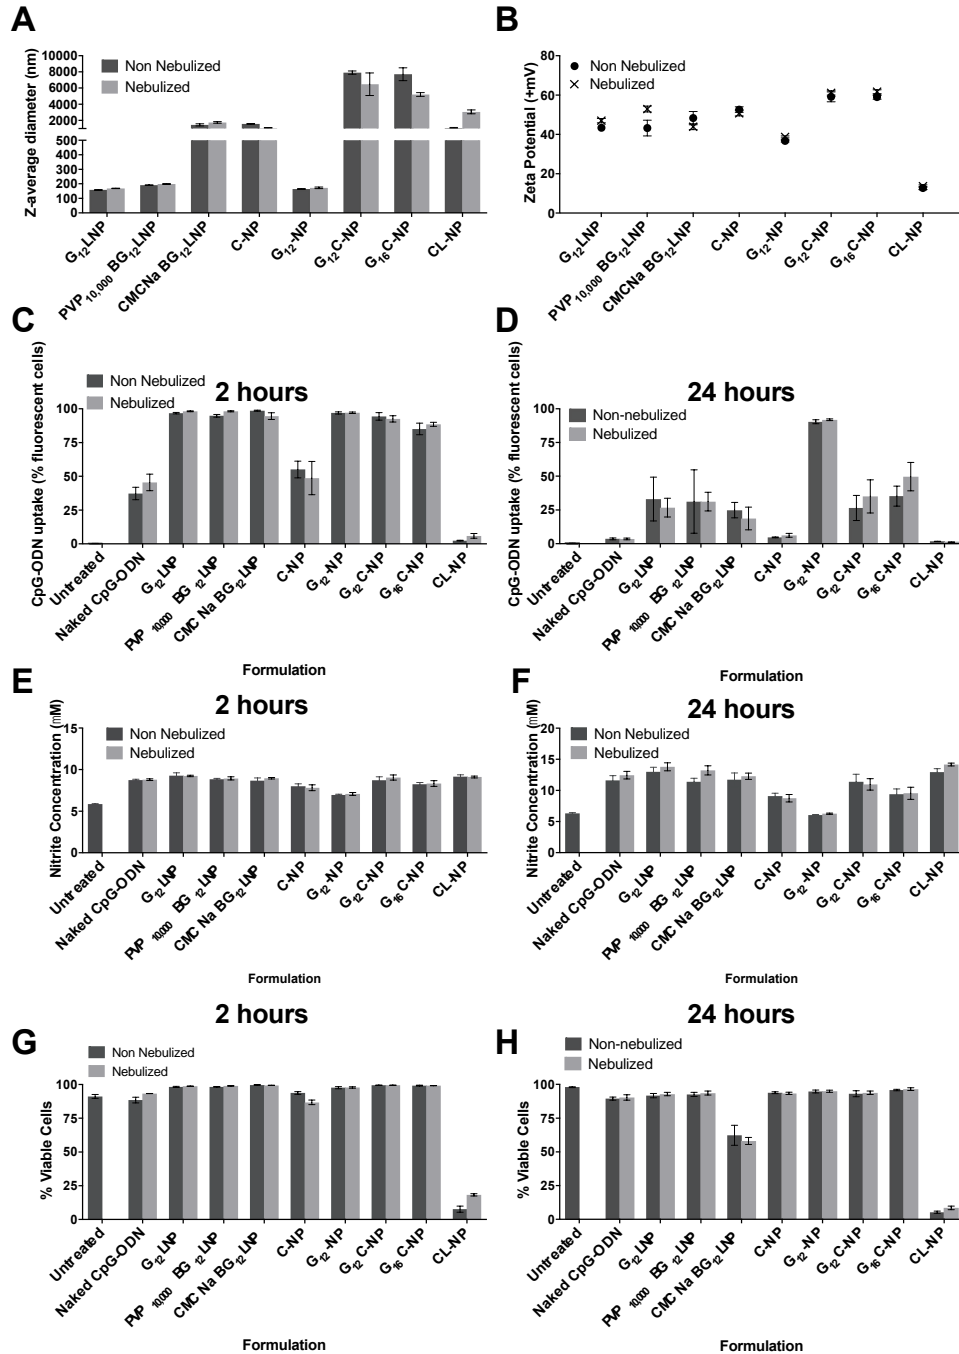 A
Z-average diameter (nm)
10000
8000
6000
4000
2000
500
400
300
200
100
0
Non Nebulized
Nebulized
G12LNP
PVP10,000 BG12LNP
CMCNa BG12LNP
C-NP
G12-NP
G12C-NP
G16C-NP
CL-NP
B
Zeta Potential (+mV)
80
60
40
20
0
Non Nebulized
Nebulized
G12LNP
PVP10,000 BG12LNP
CMCNa BG12LNP
C-NP
G12-NP
G12C-NP
G16C-NP
CL-NP
C
2 hours
CpG-ODN uptake (% fluorescent cells)
100
75
50
25
0
Non Nebulized
Nebulized
Untreated
Naked CpG-ODN
G12 LNP
PVP 10,000 BG12 LNP
CMC Na BG12 LNP
C-NP
G12-NP
G12 C-NP
G16 C-NP
CL-NP
Formulation
D
24 hours
CpG-ODN uptake (% fluorescent cells)
100
75
50
25
0
Non-nebulized
Nebulized
Untreated
Naked CpG-ODN
G12 LNP
PVP 10,000 BG12 LNP
CMC Na BG12 LNP
C-NP
G12-NP
G12 C-NP
G16 C-NP
CL-NP
Formulation
E
2 hours
Nitrite Concentration (mM)
15
10
5
0
Non Nebulized
Nebulized
Untreated
Naked CpG-ODN
G12 LNP
PVP 10,000 BG12 LNP
CMC Na BG12 LNP
C-NP
G12-NP
G12 C-NP
G16 C-NP
CL-NP
Formulation
F
24 hours
Nitrite Concentration (mM)
20
15
10
5
0
Non Nebulized
Nebulized
Untreated
Naked CpG-ODN
G12 LNP
PVP 10,000 BG12 LNP
CMC Na BG12 LNP
C-NP
G12-NP
G12 C-NP
G16 C-NP
CL-NP
Formulation
G
2 hours
% Viable Cells
100
75
50
25
0
Non Nebulized
Nebulized
Untreated
Naked CpG-ODN
G12 LNP
PVP 10,000 BG12 LNP
CMC Na BG12 LNP
C-NP
G12-NP
G12 C-NP
G16 C-NP
CL-NP
Formulation
H
24 hours
% Viable Cells
100
75
50
25
0
Non-nebulized
Nebulized
Untreated
Naked CpG-ODN
G12 LNP
PVP 10,000 BG12 LNP
CMC Na BG12 LNP
C-NP
G12-NP
G12 C-NP
G16 C-NP
CL-NP
Formulation